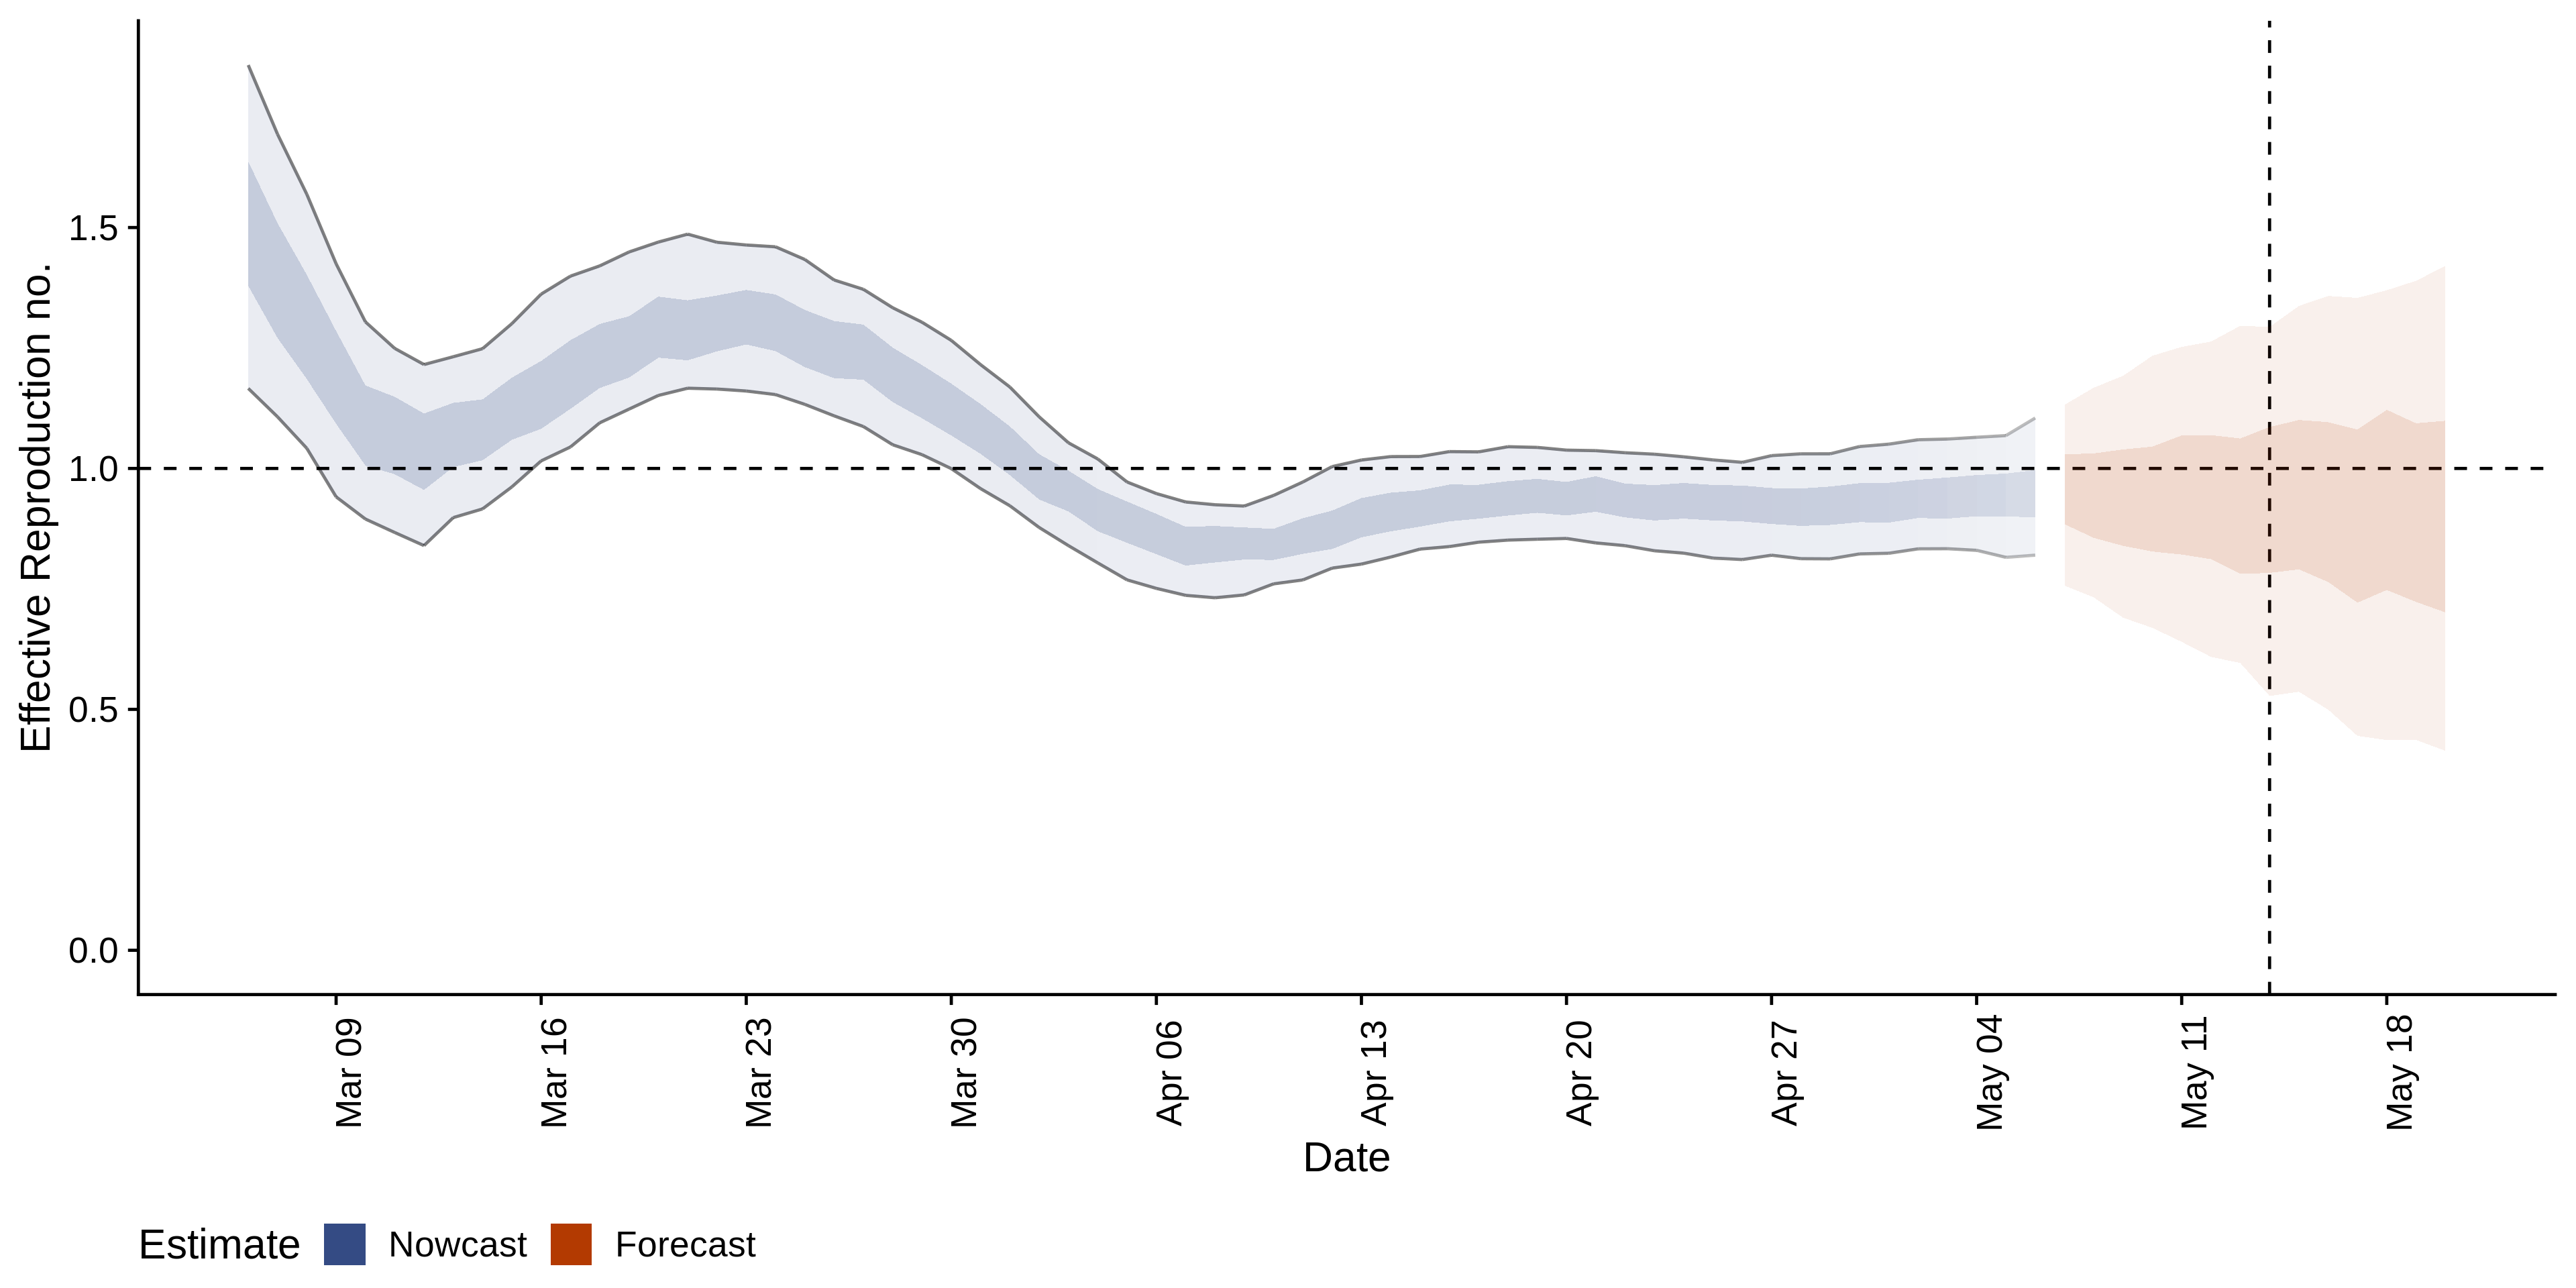 Effective Reproduction no.
1.5
1.0
0.5
0.0
Mar 09
Mar 16
Mar 23
Mar 30
Apr 06
Apr 13
Apr 20
Apr 27
May 04
May 11
May 18
Date
Estimate Nowcast Forecast